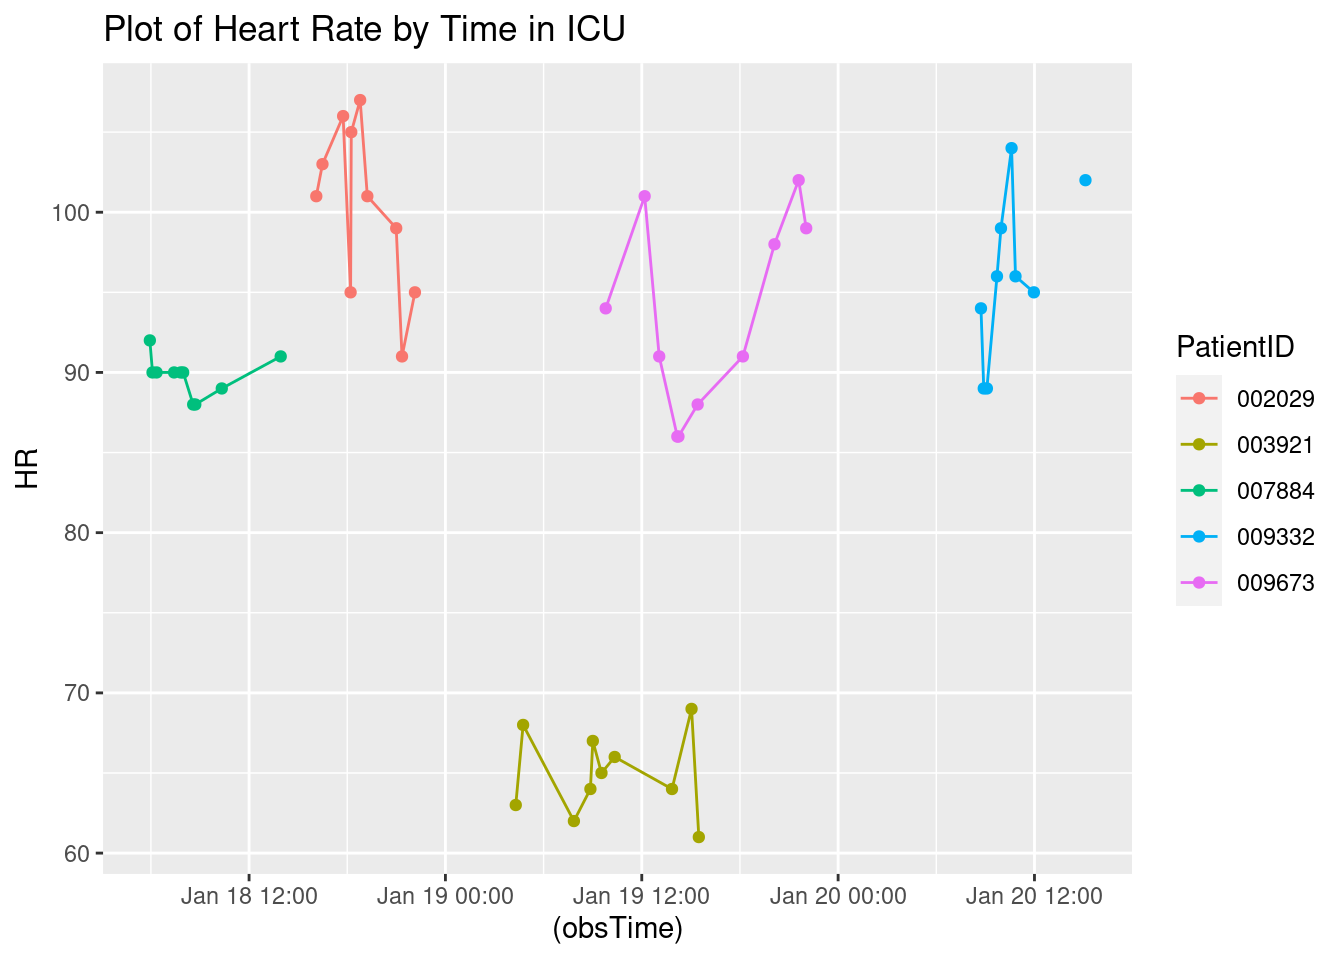 Plot of Heart Rate by Time in ICU
HR
100
90
80
70
60
Jan 18 12:00 Jan 19 00:00 Jan 19 12:00 Jan 20 00:00 Jan 20 12:00
(obsTime)
PatientID
002029
003921
007884
009332
009673